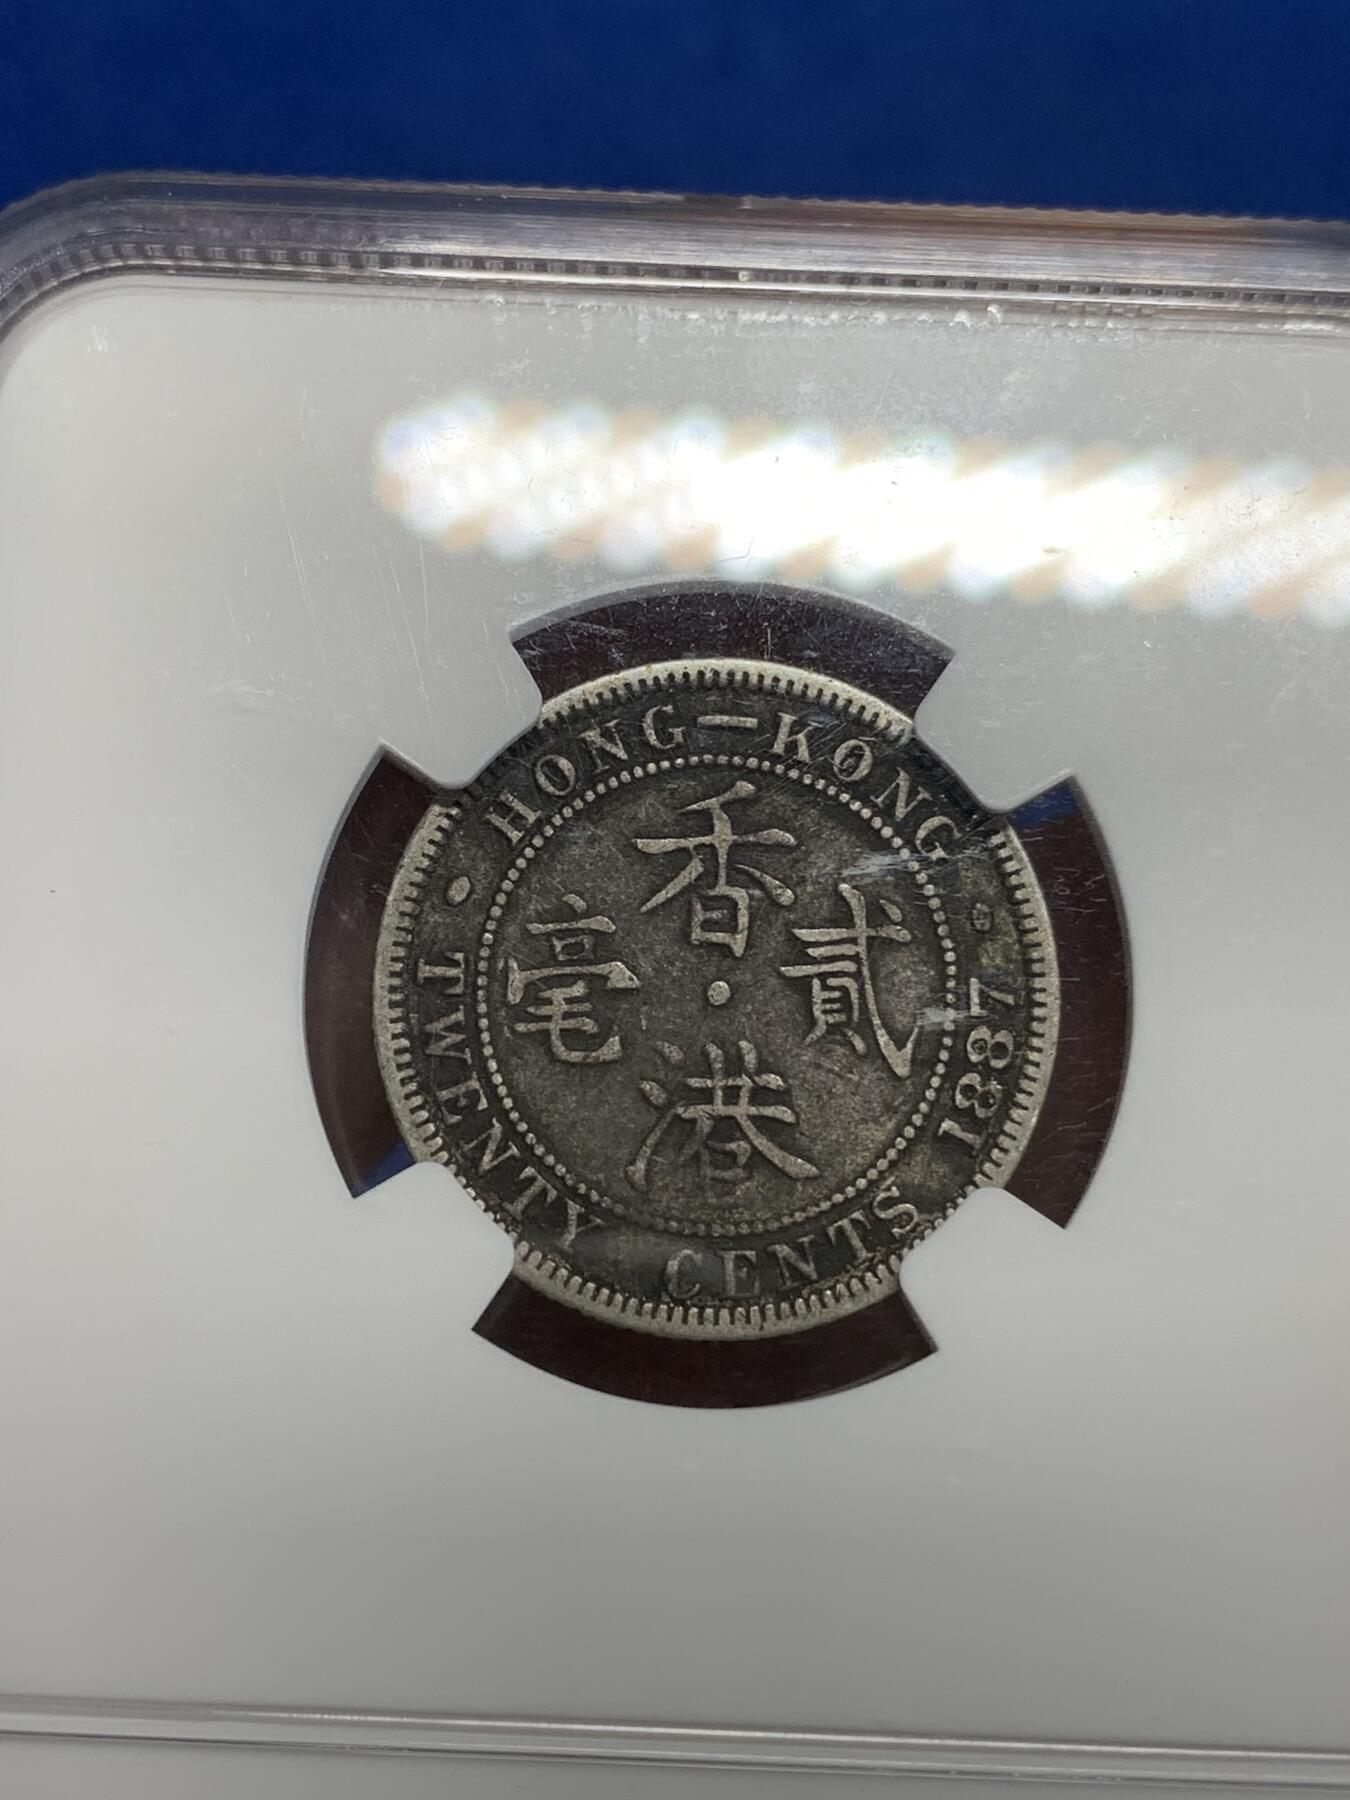 HONG-KONG
香港
貳毫
TWENTY CENTS
1887